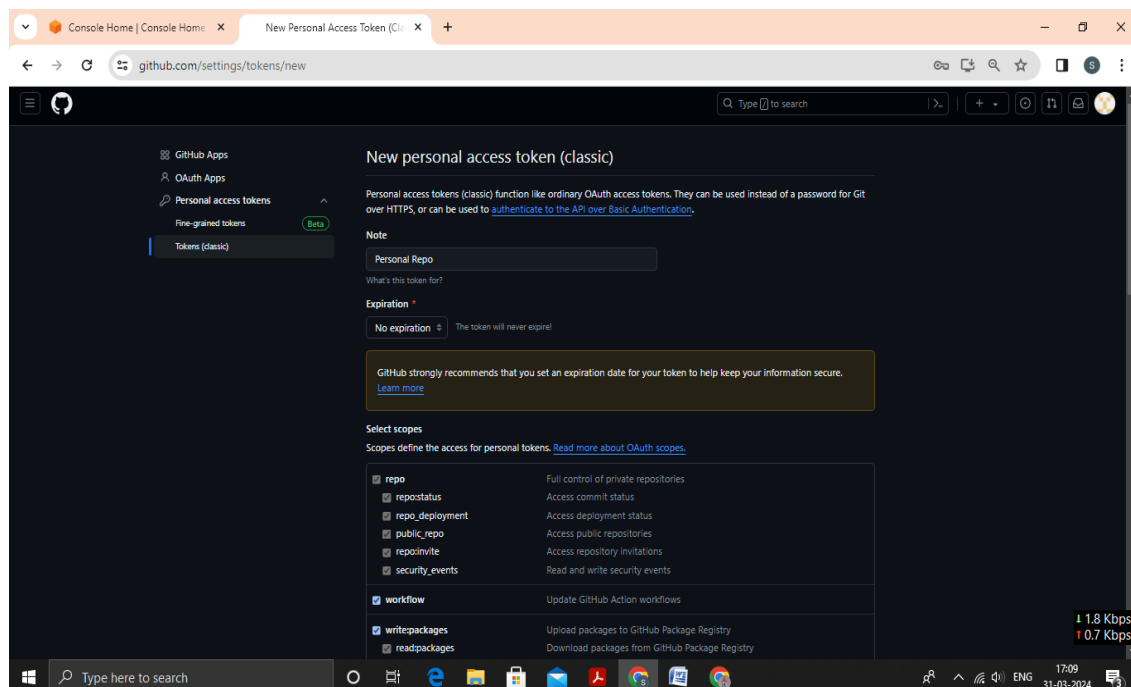 Console Home | Console Home
New Personal Access Token (Cla
github.com/settings/tokens/new
S
Type / to search
GitHub Apps
OAuth Apps
Personal access tokens
Fine-grained tokens
Beta
Tokens (classic)
New personal access token (classic)
Personal access tokens (classic) function like ordinary OAuth access tokens. They can be used instead of a password for Git
over HTTPS, or can be used to authenticate to the API over Basic Authentication.
Note
Personal Repo
What's this token for?
Expiration *
No expiration
The token will never expire!
GitHub strongly recommends that you set an expiration date for your token to help keep your information secure.
Learn more
Select scopes
Scopes define the access for personal tokens. Read more about OAuth scopes.
repo Full control of private repositories
repo:status Access commit status
repo_deployment Access deployment status
public_repo Access public repositories
repo:invite Access repository invitations
security_events Read and write security events
workflow Update GitHub Action workflows
write:packages Upload packages to GitHub Package Registry
read:packages Download packages from GitHub Package Registry
1.8 Kbps
0.7 Kbps
Type here to search
ENG
17:09
31-03-2024
3